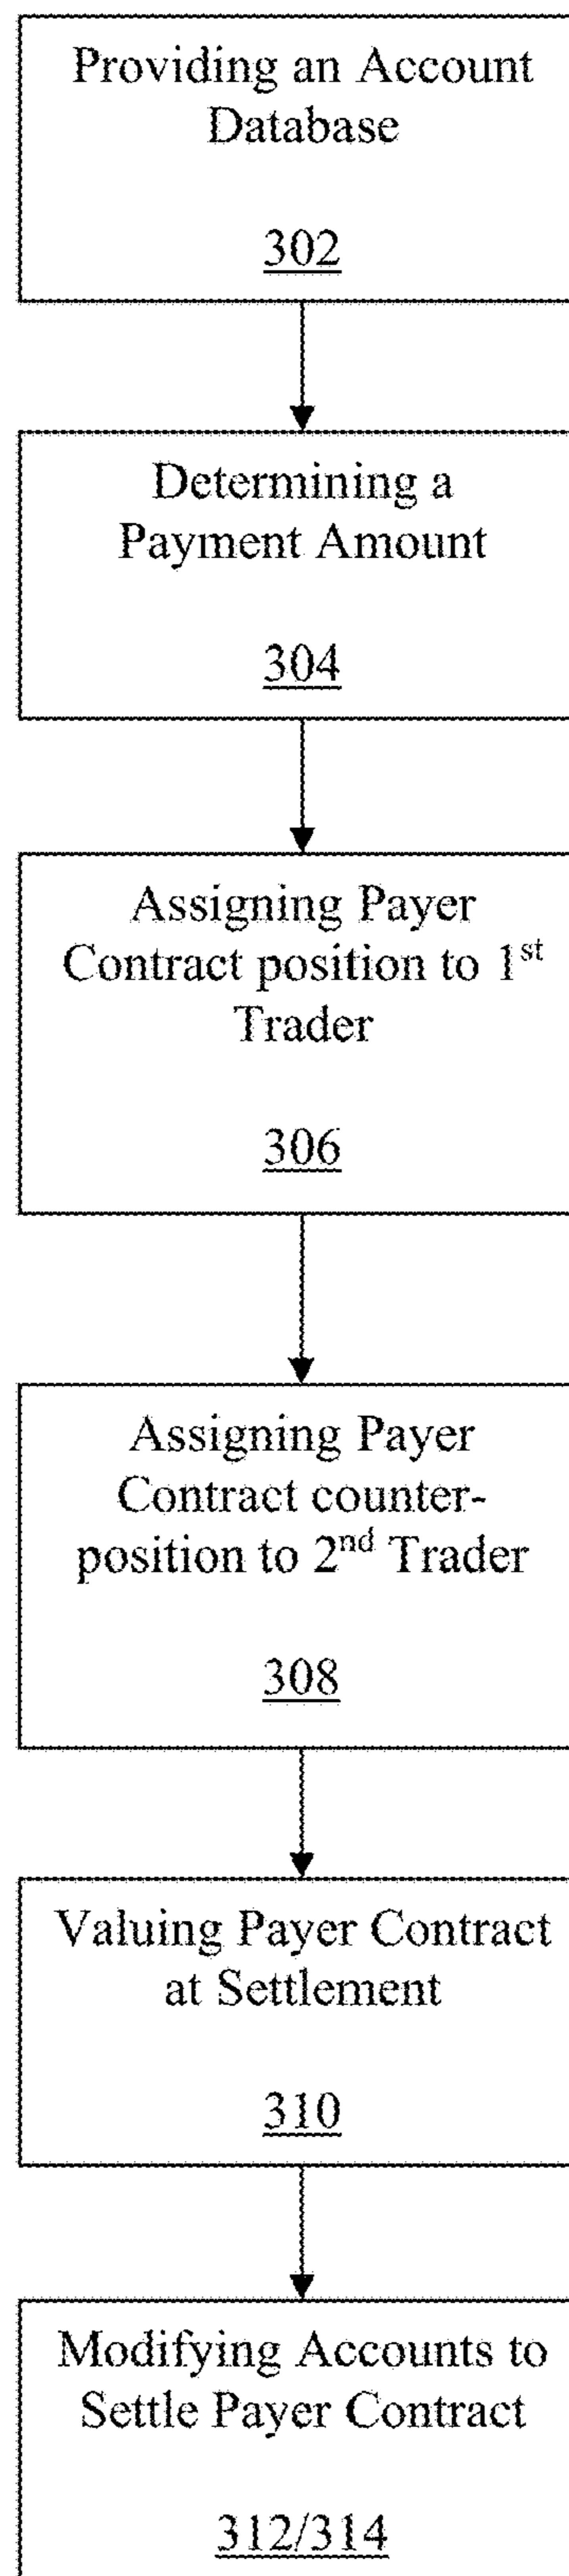 Providing an Account
Database
302
Determining a
Payment Amount
304
Assigning Payer
Contract position to 1st
Trader
306
Assigning Payer
Contract counter-
position to 2nd Trader
308
Valuing Payer Contract
at Settlement
310
Modifying Accounts to
Settle Payer Contract
312/314